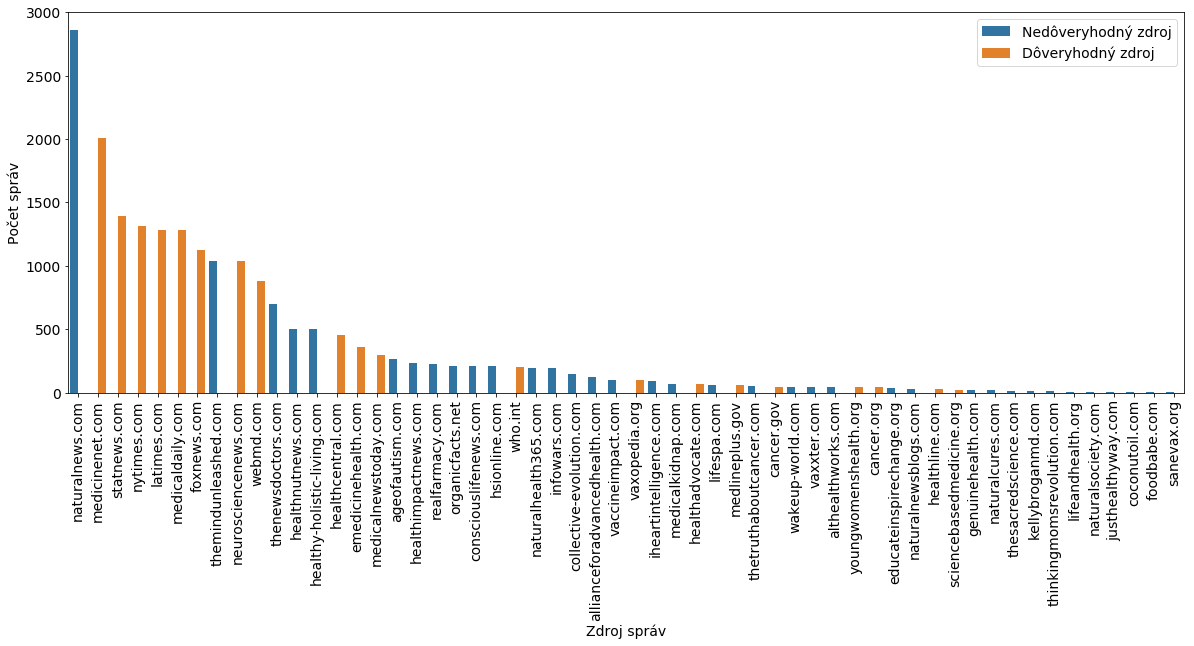 3000
2500
2000
1500
1000
500
0
Počet správ
Nedôveryhodný zdroj
Dôveryhodný zdroj
naturalnews.com
medicinenet.com
statnews.com
nytimes.com
latimes.com
medicaldaily.com
foxnews.com
themindunleashed.com
neurosciencenews.com
webmd.com
thenewsdoctors.com
healthnutnews.com
healthy-holistic-living.com
healthcentral.com
emedicinehealth.com
medicalnewstoday.com
ageofautism.com
healthimpactnews.com
realfarmacy.com
organicfacts.net
consciouslifenews.com
hsionline.com
who.int
naturalhealth365.com
infowars.com
collective-evolution.com
allianceforadvancedhealth.com
vaccineimpact.com
vaxopedia.org
iheartintelligence.com
medicalkidnap.com
healthadvocate.com
lifespa.com
medlineplus.gov
thetruthaboutcancer.com
cancer.gov
wakeup-world.com
vaxxter.com
althealthworks.com
youngwomenshealth.org
cancer.org
educateinspirechange.org
naturalnewsblogs.com
healthline.com
sciencebasedmedicine.org
genuinehealth.com
naturalcures.com
thesacredscience.com
kellybroganmd.com
thinkingmomsrevolution.com
lifeandhealth.org
naturalsociety.com
justhealthyway.com
coconutoil.com
foodbabe.com
sanevax.org
Zdroj správ